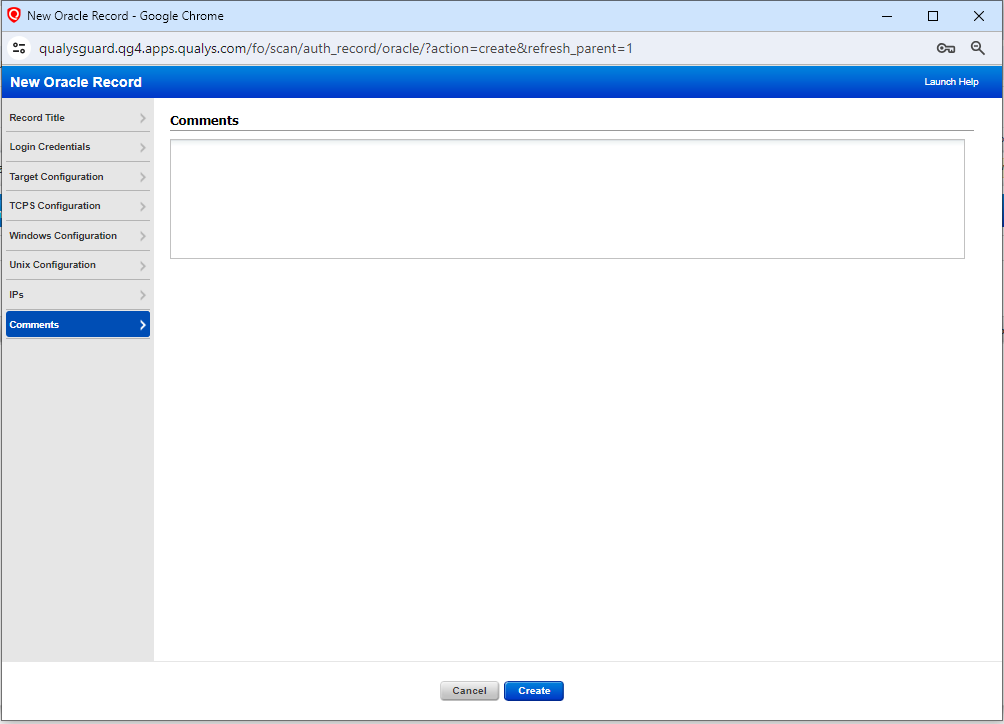 New Oracle Record - Google Chrome
qualysguard.qg4.apps.qualys.com/fo/scan/auth_record/oracle/?action=create&refresh_parent=1
New Oracle Record
Launch Help
Record Title
Login Credentials
Target Configuration
TCPS Configuration
Windows Configuration
Unix Configuration
IPs
Comments
Comments
Cancel
Create